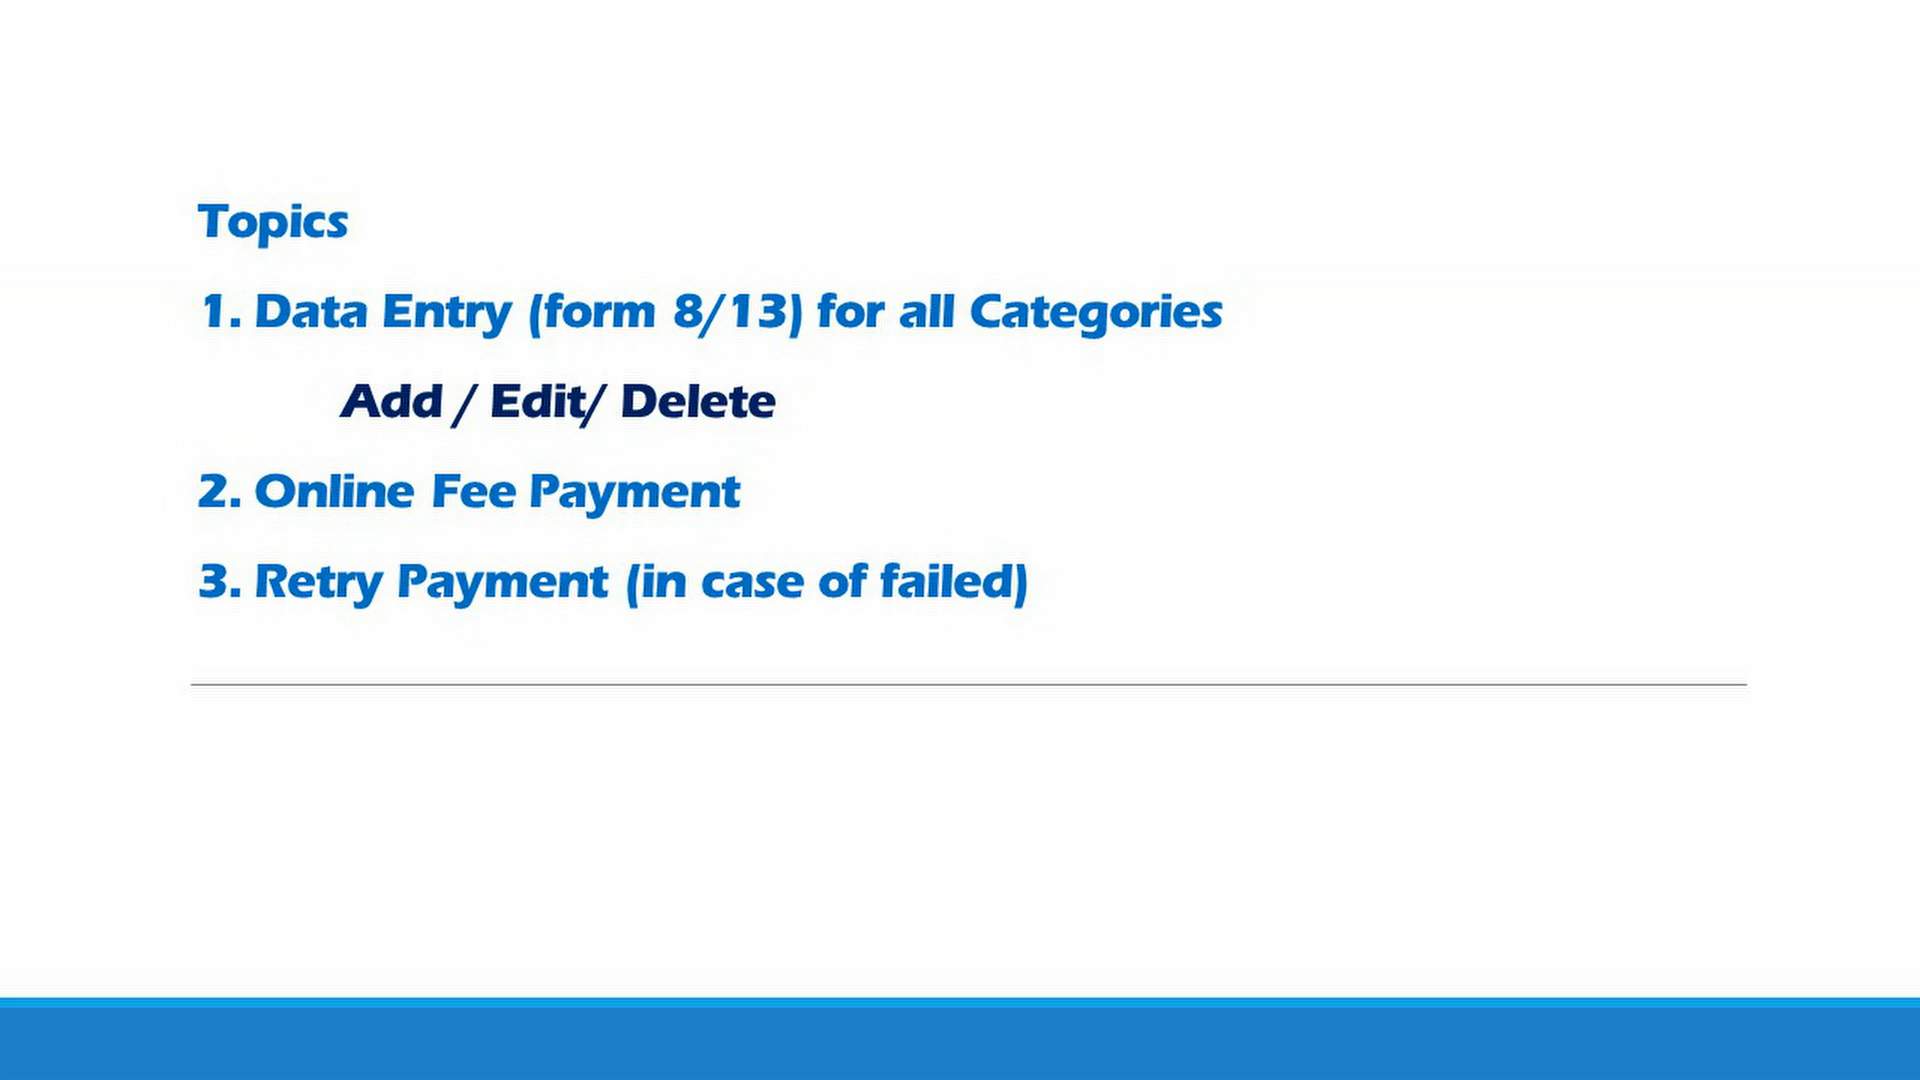 Topics
1. Data Entry (form 8/13) for all Categories
Add / Edit/ Delete
2. Online Fee Payment
3. Retry Payment (in case of failed)